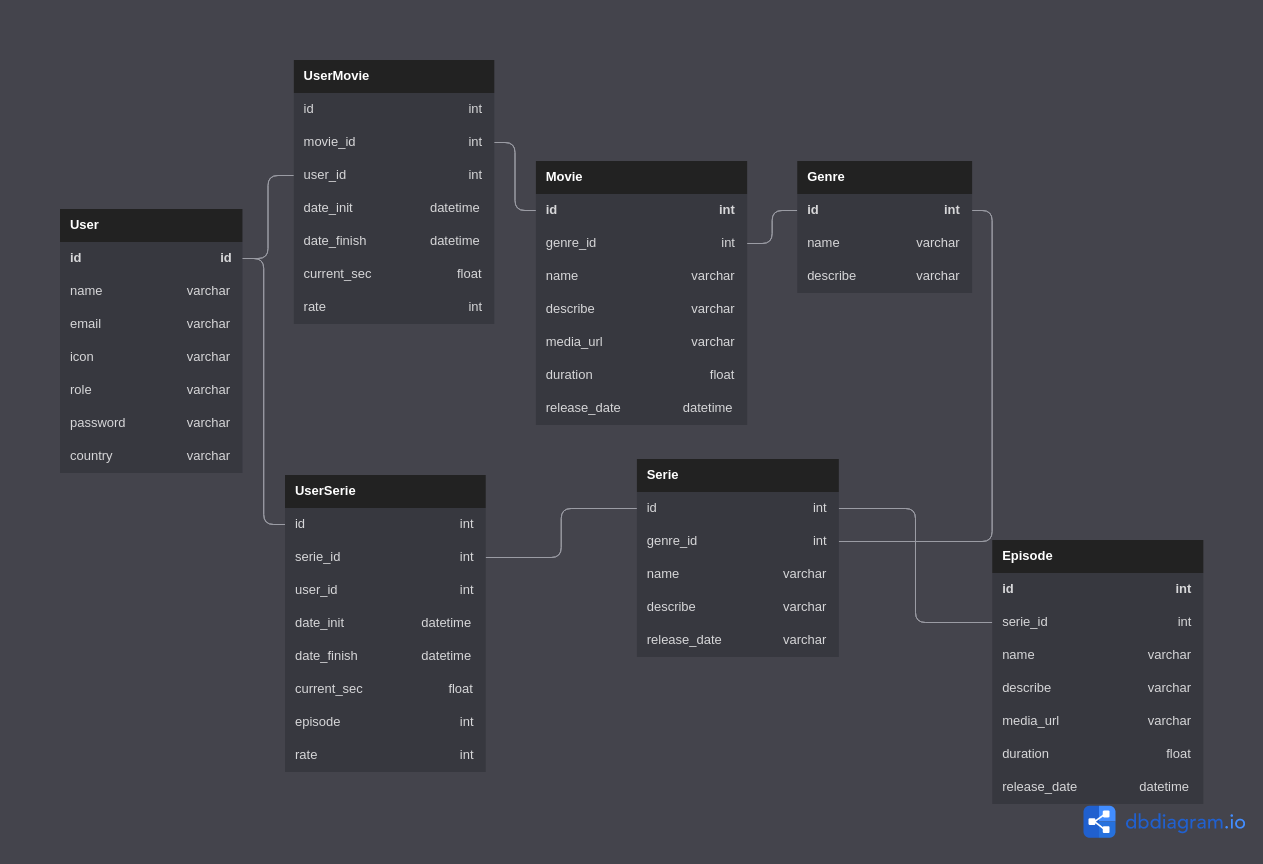 UserMovie
id int
movie_id int
user_id int
date_init datetime
date_finish datetime
current_sec float
rate int
Movie
id int
genre_id int
name varchar
describe varchar
media_url varchar
duration float
release_date datetime
Genre
id int
name varchar
describe varchar
User
id id
name varchar
email varchar
icon varchar
role varchar
password varchar
country varchar
UserSerie
id int
serie_id int
user_id int
date_init datetime
date_finish datetime
current_sec float
episode int
rate int
Serie
id int
genre_id int
name varchar
describe varchar
release_date varchar
Episode
id int
serie_id int
name varchar
describe varchar
media_url varchar
duration float
release_date datetime
dbdiagram.io